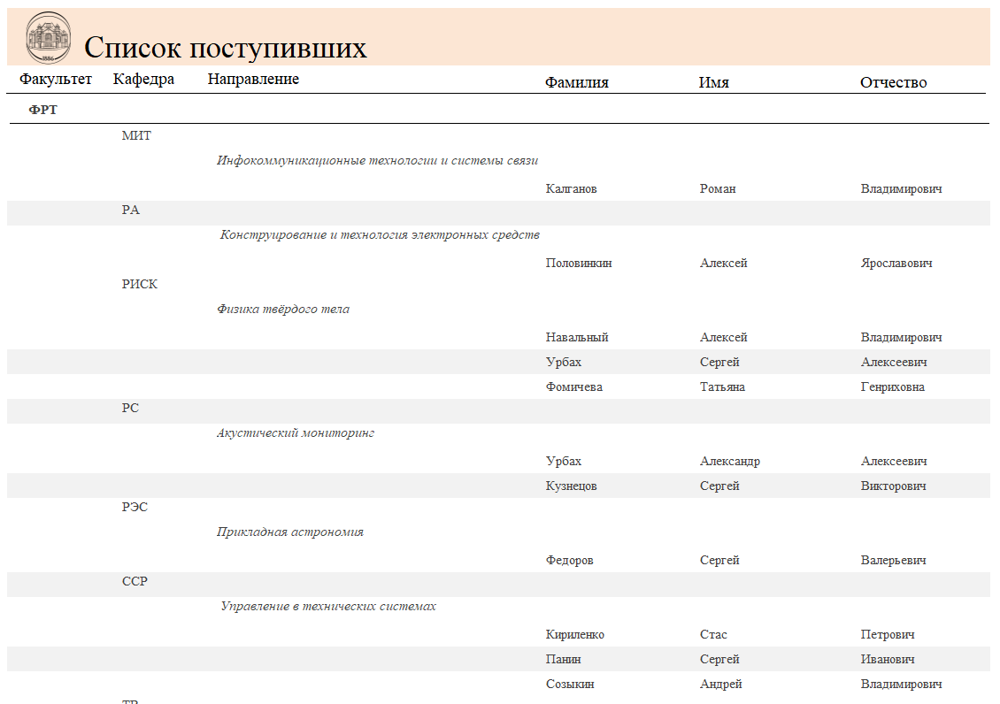 1886
Список поступивших
Факультет Кафедра Направление Фамилия Имя Отчество
ФРТ
МИТ
Инфокоммуникационные технологии и системы связи
Калганов Роман Владимирович
РА
Конструирование и технология электронных средств
Половинкин Алексей Ярославович
РИСК
Физика твёрдого тела
Навальный Алексей Владимирович
Урбах Сергей Алексеевич
Фомичева Татьяна Генриховна
РС
Акустический мониторинг
Урбах Александр Алексеевич
Кузнецов Сергей Викторович
РЭС
Прикладная астрономия
Федоров Сергей Валерьевич
ССР
Управление в технических системах
Кириленко Стас Петрович
Панин Сергей Иванович
Созыкин Андрей Владимирович